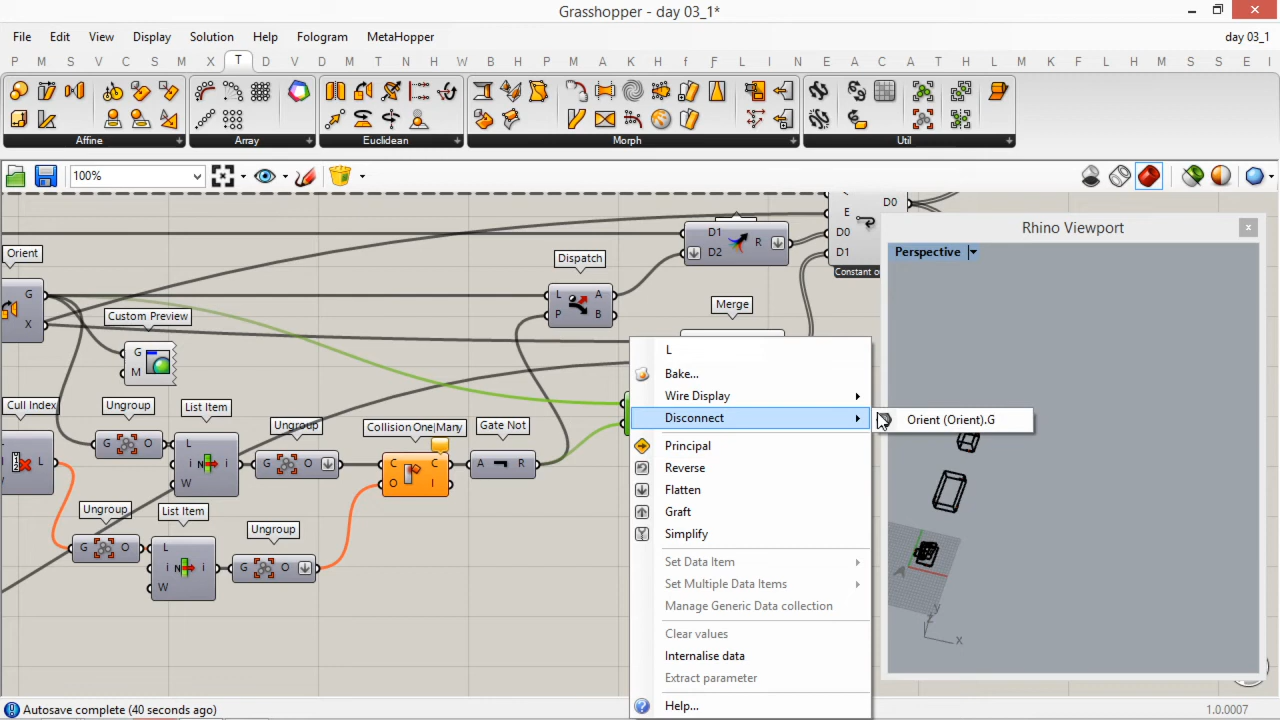 Grasshopper - day 03_1*
File Edit View Display Solution Help Fologram MetaHopper day 03_1
P M S V C S M X R T D V T K N H W B P M A K H f F L I N E A R L H M E S S H E I
Affine Array Euclidean Morph Util
100%
D0
E
D0
D1
Constant o
D1
D2
R
Rhino Viewport
Perspective
Orient
G
X
Dispatch
L
P
A
B
Merge
Custom Preview
G
M
L
Bake...
Wire Display
Disconnect
Orient (Orient).G
Principal
Reverse
Flatten
Graft
Simplify
Set Data Item
Set Multiple Data Items
Manage Generic Data collection
Clear values
Internalise data
Extract parameter
Help...
Cull Index
L
Ungroup
G O
List Item
L
i
W
i
Ungroup
G O
Collision One|Many
C
O
C
I
Gate Not
A R
Ungroup
G O
List Item
L
i
W
i
N
Ungroup
G O
y
z
x
Autosave complete (40 seconds ago)
1.0.0007